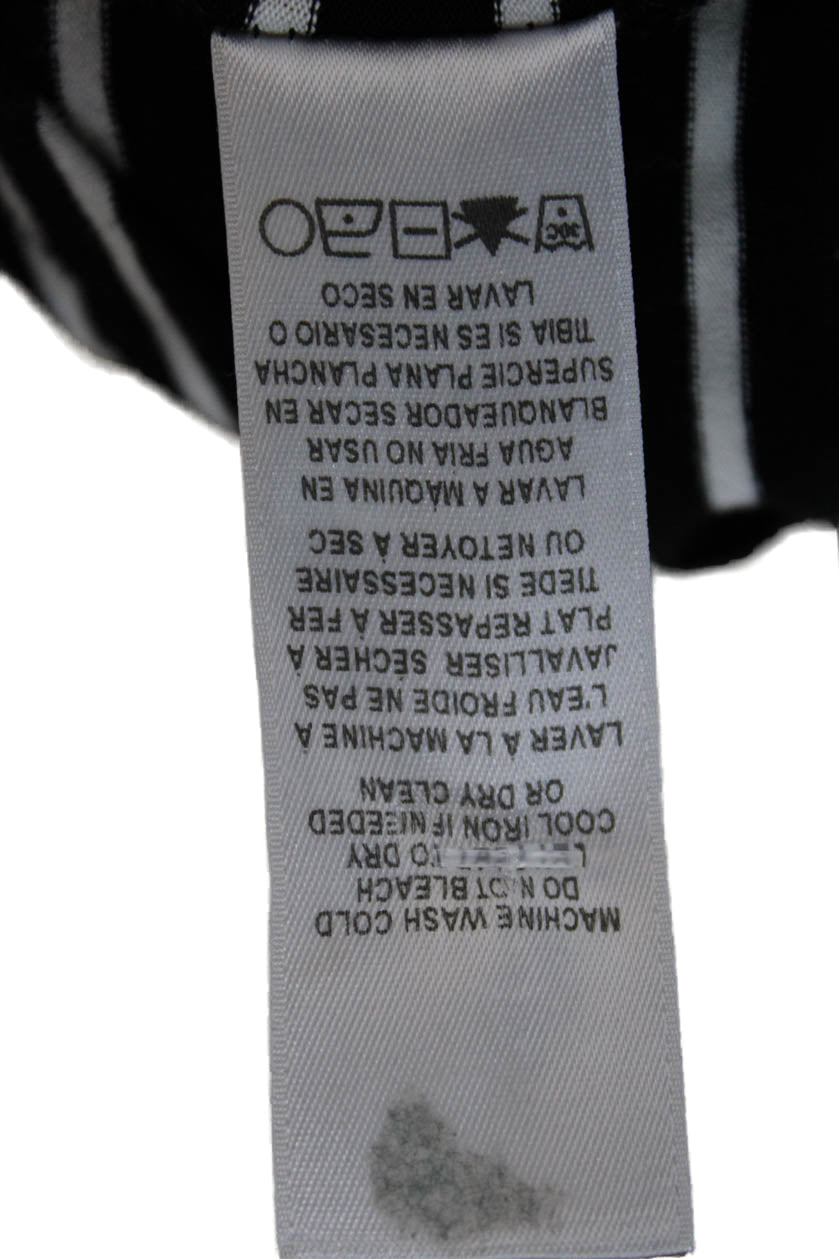 MACHINE WASH COLD
DO NOT BLEACH
TO DRY
COOL IRON IF NEEDED
OR DRY CLEAN
LAVER À LA MACHINE À
L'EAU FROIDE NE PAS
JAVALLISER SÉCHER À
PLAT REPASSER À FER
TIEDE SI NECESSAIRE
OU NETOYER À SEC
LAVAR A MÁQUINA EN
AGUA FRIA NO USAR
BLANQUEADOR SECAR EN
SUPERCIE PLANA PLANCHA
TIBIA SI ES NECESARIO O
LAVAR EN SECO
30C